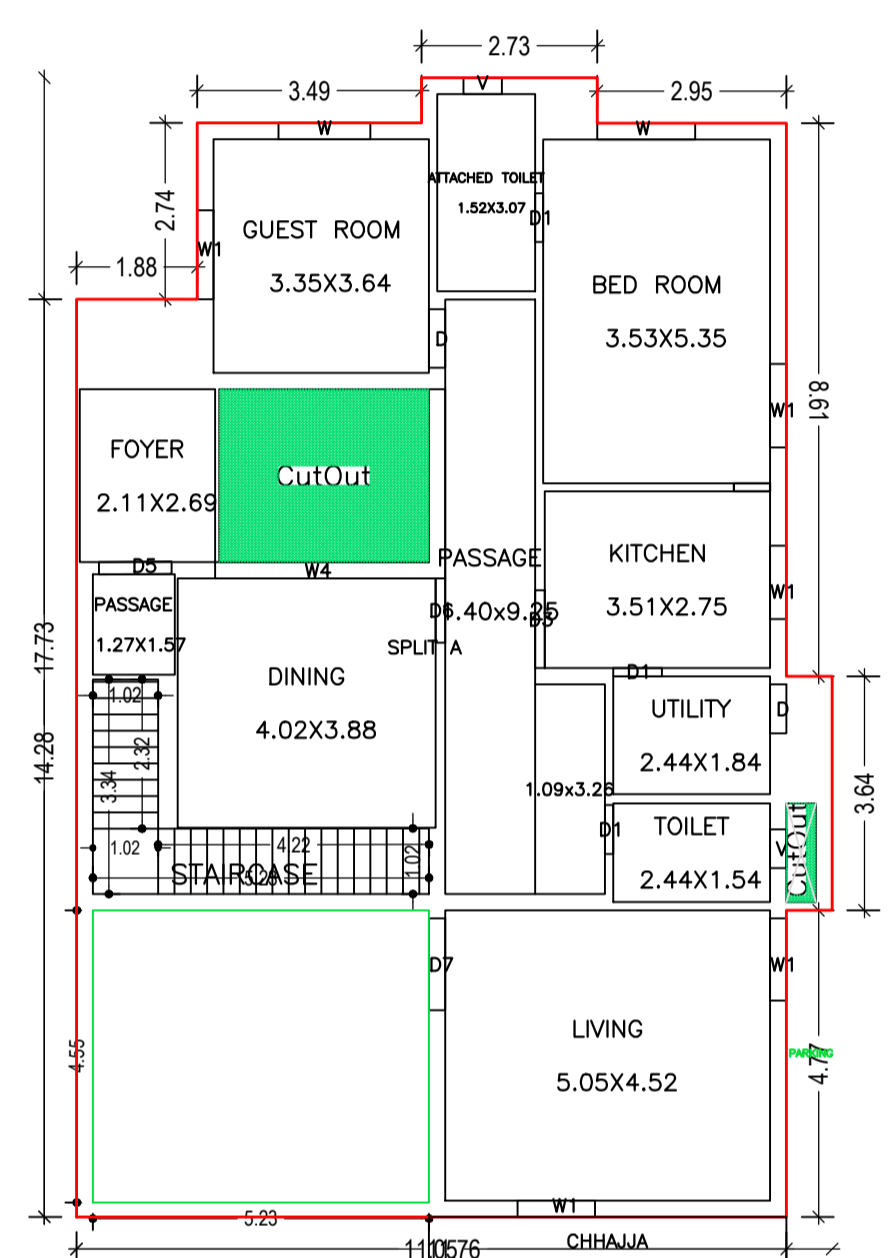 2.73
3.49
2.95
V
W
W
ATTACHED TOILET
1.52X3.07
2.74
W1
GUEST ROOM
3.35X3.64
D1
1.88
BED ROOM
3.53X5.35
D
8.61
W1
FOYER
2.11X2.69
CutOut
PASSAGE
6.40x9.25
KITCHEN
3.51X2.75
D5
W4
W1
PASSAGE
1.27X1.57
17.73
14.28
SPLIT A
DINING
4.02X3.88
D1
UTILITY
2.44X1.84
D
1.02
2.32
3.34
1.09x3.26
3.64
TOILET
2.44X1.54
D1
V
CutOut
1.02
4.22
1.02
STAIRCASE
D7
W1
LIVING
5.05X4.52
4.55
PARKING
4.77
W1
5.23
CHHAJJA